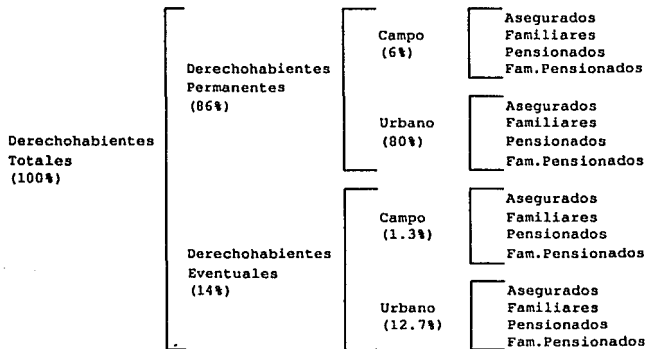 Derechohabientes
Totales
(100%)
Derechohabientes
Permanentes
(86%)
Campo
(6%)
Asegurados
Familiares
Pensionados
Fam.Pensionados
Urbano
(80%)
Asegurados
Familiares
Pensionados
Fam.Pensionados
Derechohabientes
Eventuales
(14%)
Campo
(1.3%)
Asegurados
Familiares
Pensionados
Fam.Pensionados
Urbano
(12.7%)
Asegurados
Familiares
Pensionados
Fam.Pensionados